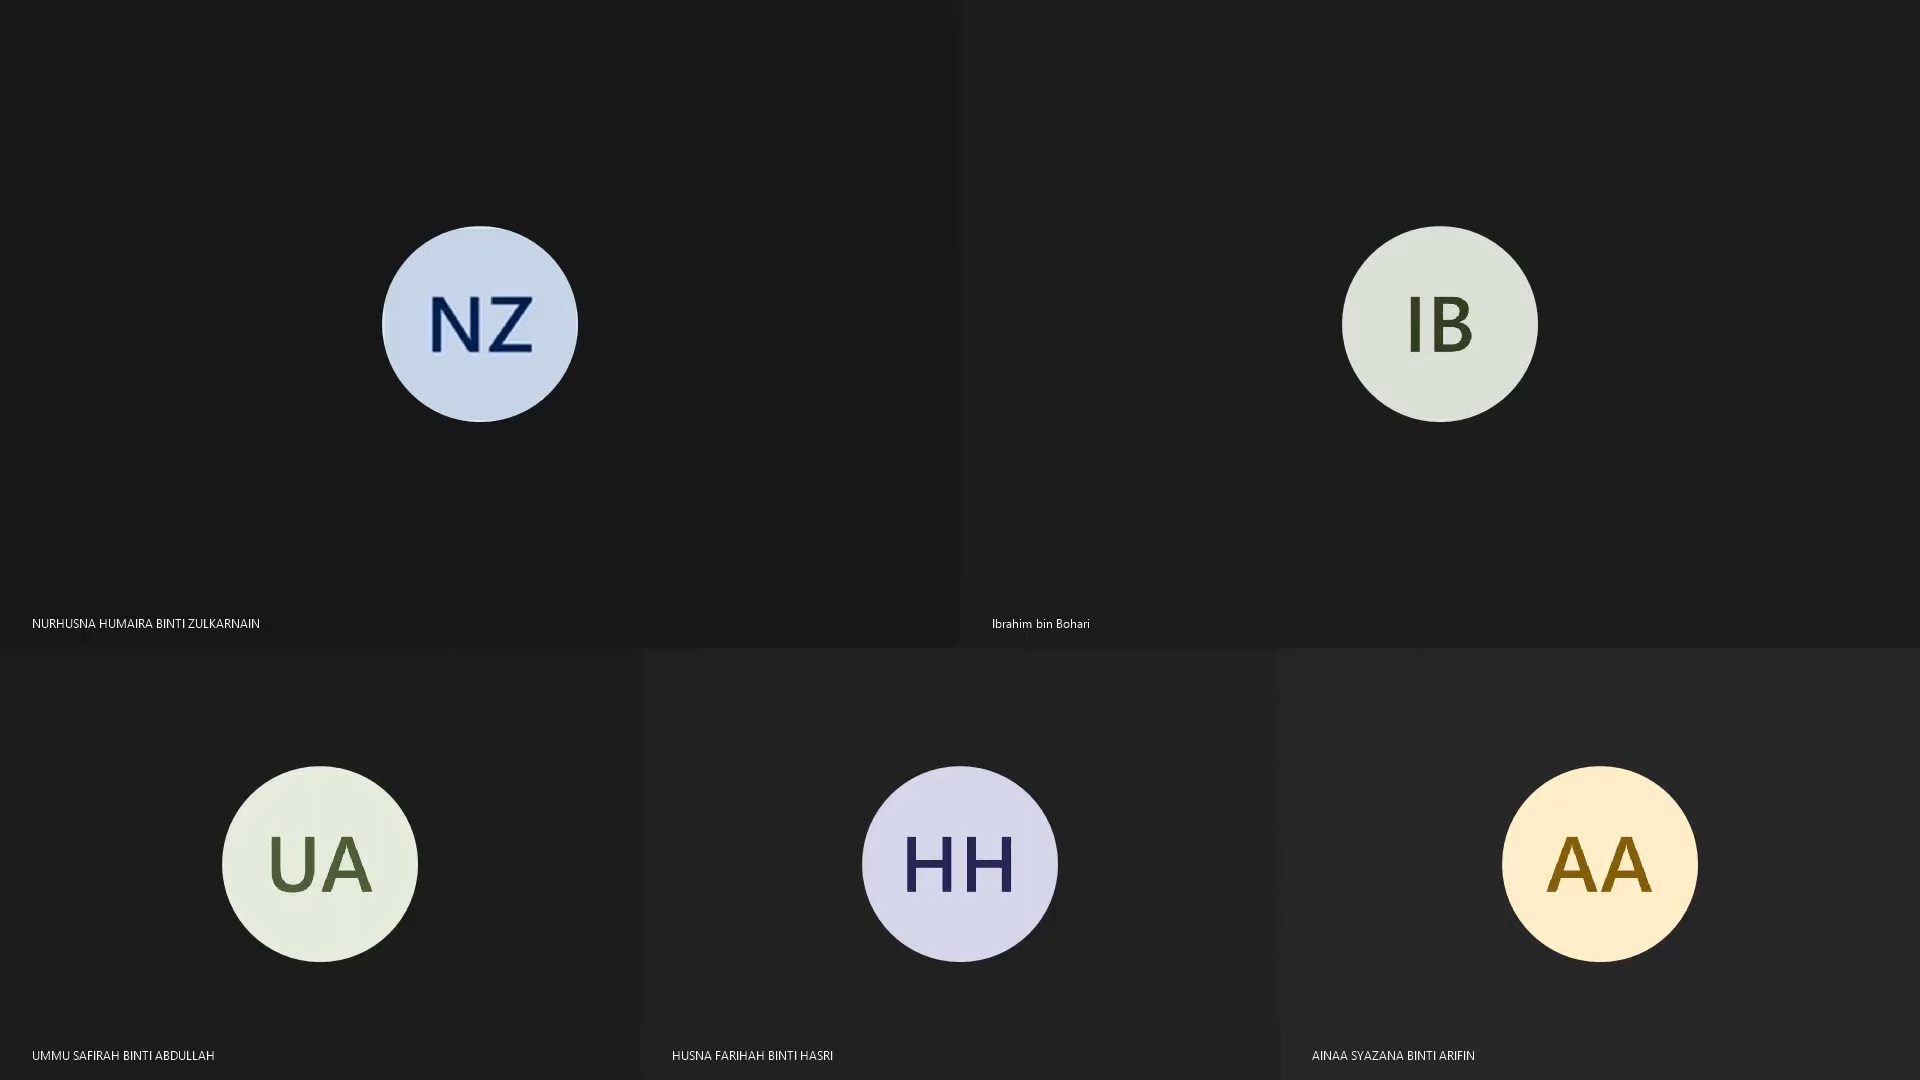 NZ
IB
NURHUSNA HUMAIRA BINTI ZULKARNAIN
Ibrahim bin Bohari
UA
HH
AA
UMMU SAFIRAH BINTI ABDULLAH
HUSNA FARIHAH BINTI HASRI
AINAA SYAZANA BINTI ARIFIN